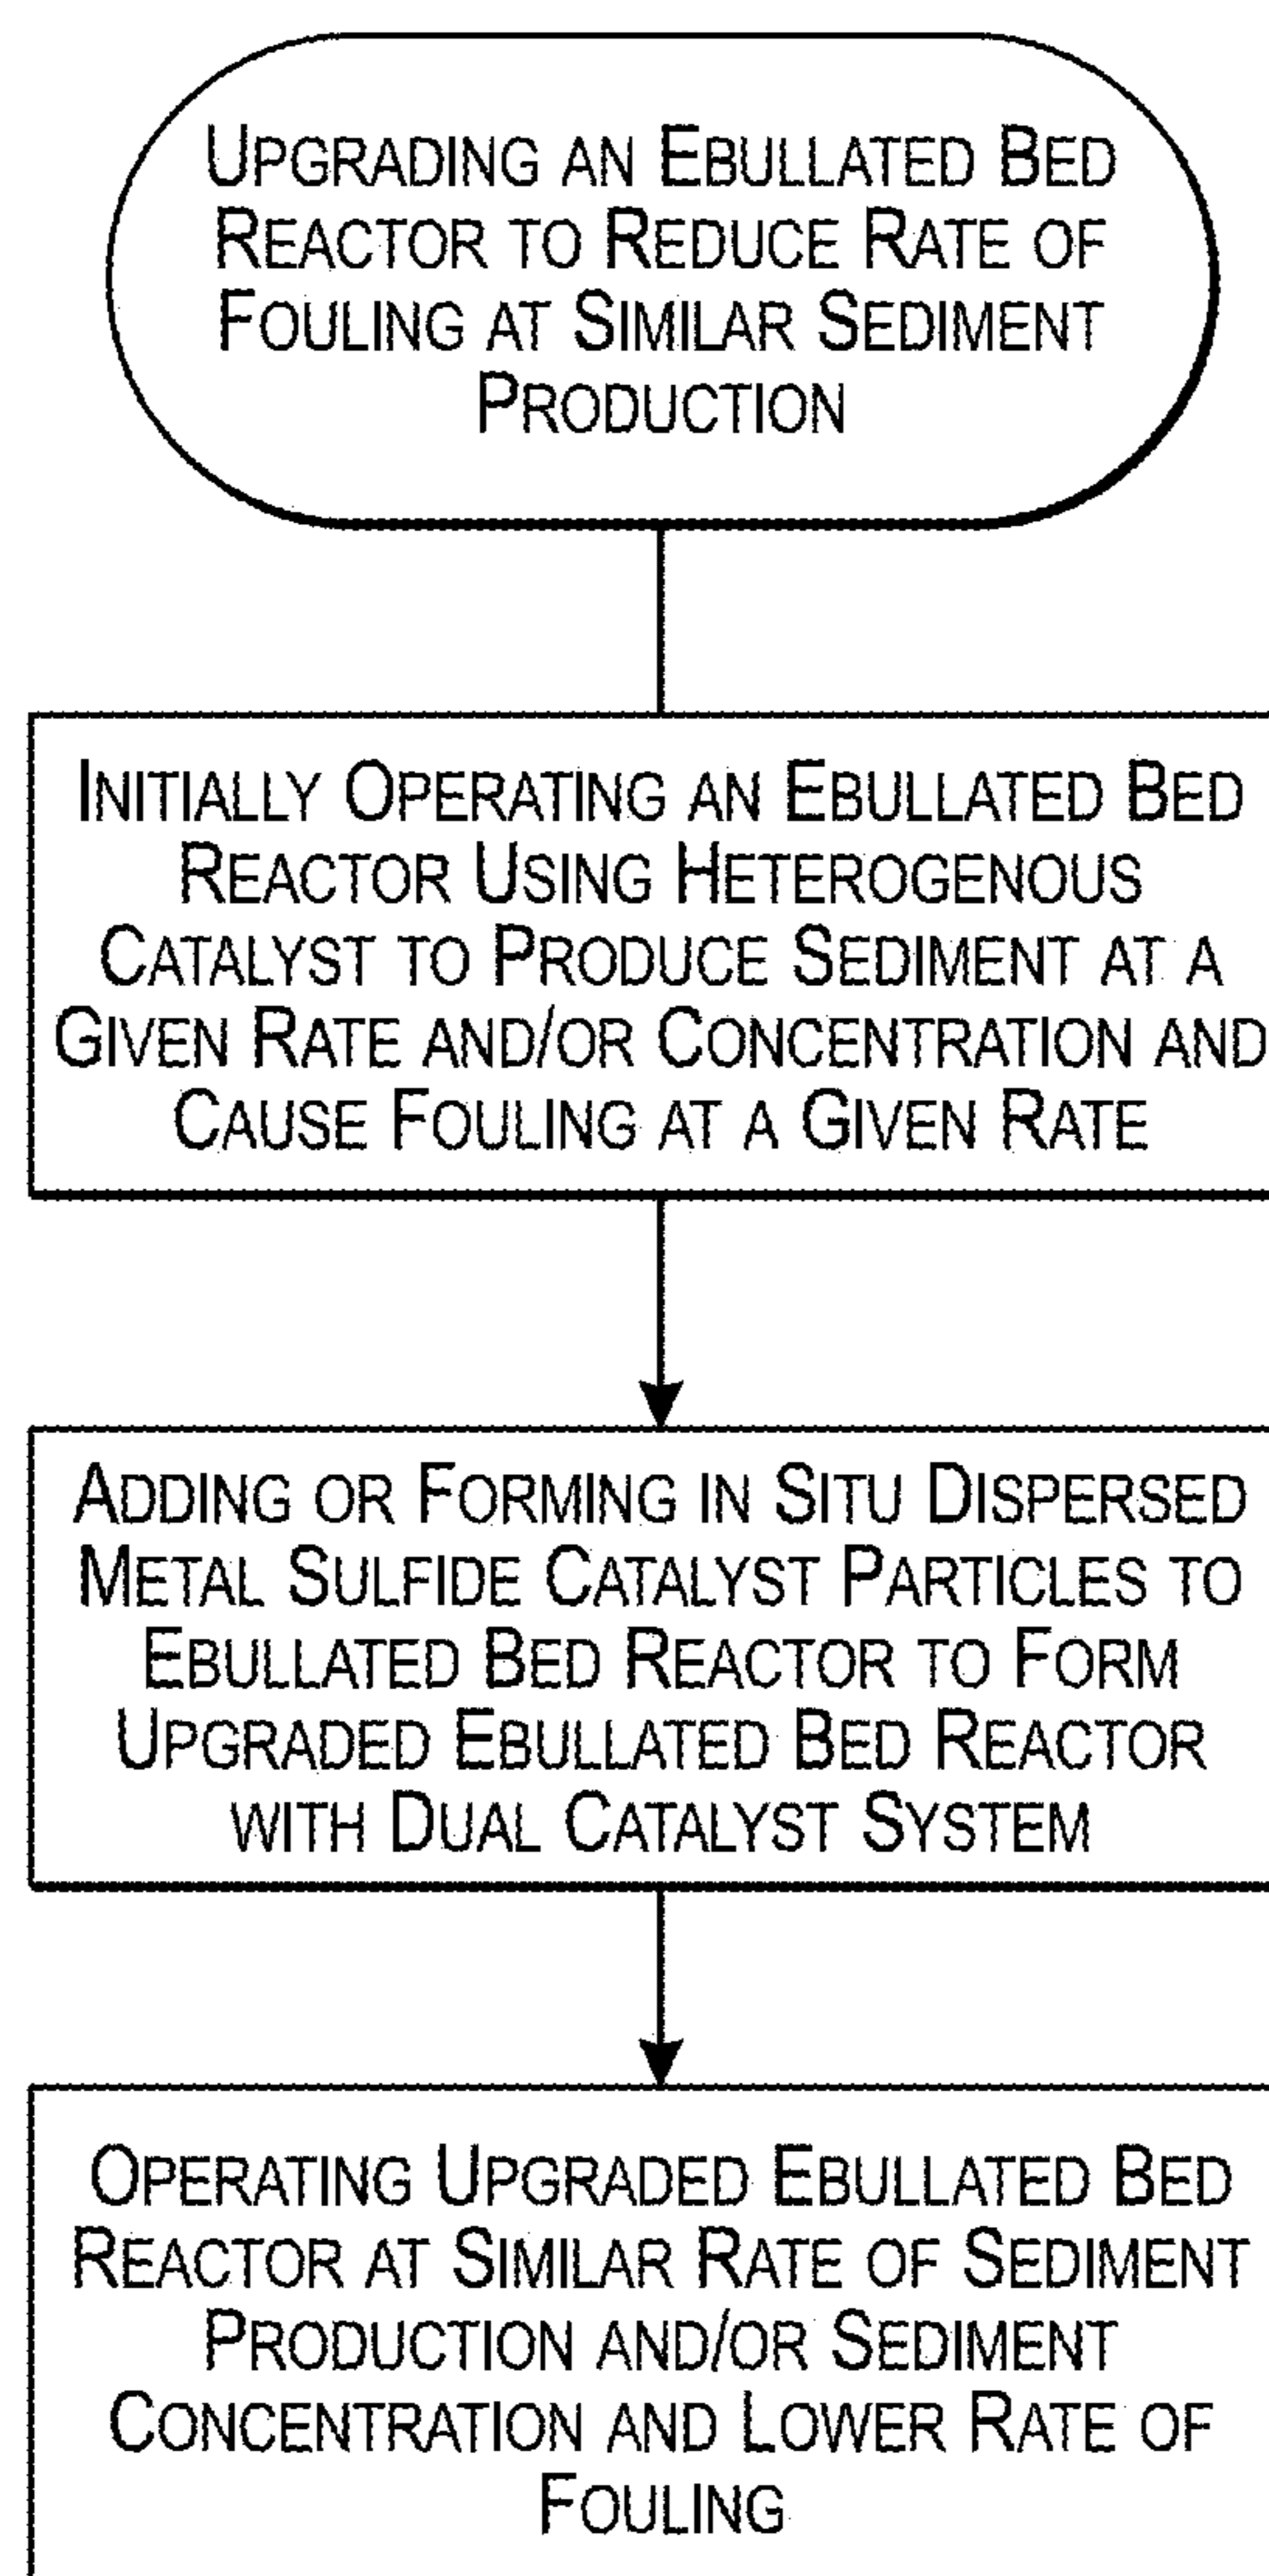 UPGRADING AN EBULLATED BED
REACTOR TO REDUCE RATE OF
FOULING AT SIMILAR SEDIMENT
PRODUCTION
INITIALLY OPERATING AN EBULLATED BED
REACTOR USING HETEROGENOUS
CATALYST TO PRODUCE SEDIMENT AT A
GIVEN RATE AND/OR CONCENTRATION AND
CAUSE FOULING AT A GIVEN RATE
ADDING OR FORMING IN SITU DISPERSED
METAL SULFIDE CATALYST PARTICLES TO
EBULLATED BED REACTOR TO FORM
UPGRADED EBULLATED BED REACTOR
WITH DUAL CATALYST SYSTEM
OPERATING UPGRADED EBULLATED BED
REACTOR AT SIMILAR RATE OF SEDIMENT
PRODUCTION AND/OR SEDIMENT
CONCENTRATION AND LOWER RATE OF
FOULING